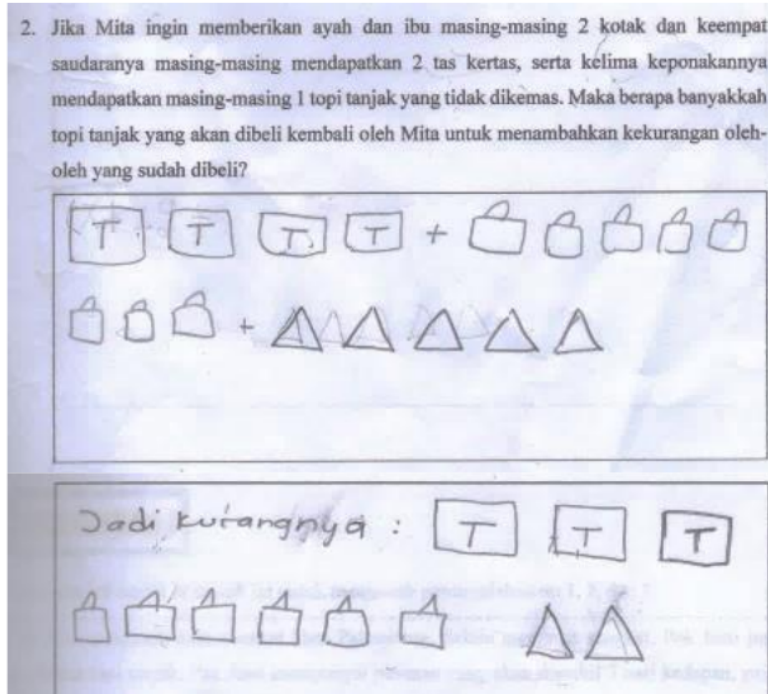 2. Jika Mita ingin memberikan ayah dan ibu masing-masing 2 kotak dan keempat
saudaranya masing-masing mendapatkan 2 tas kertas, serta kelima keponakannya
mendapatkan masing-masing 1 topi tanjak yang tidak dikemas. Maka berapa banyakkah
topi tanjak yang akan dibeli kembali oleh Mita untuk menambahkan kekurangan oleh-
oleh yang sudah dibeli?
T T T T +
+
Jadi kurangnya : T T T